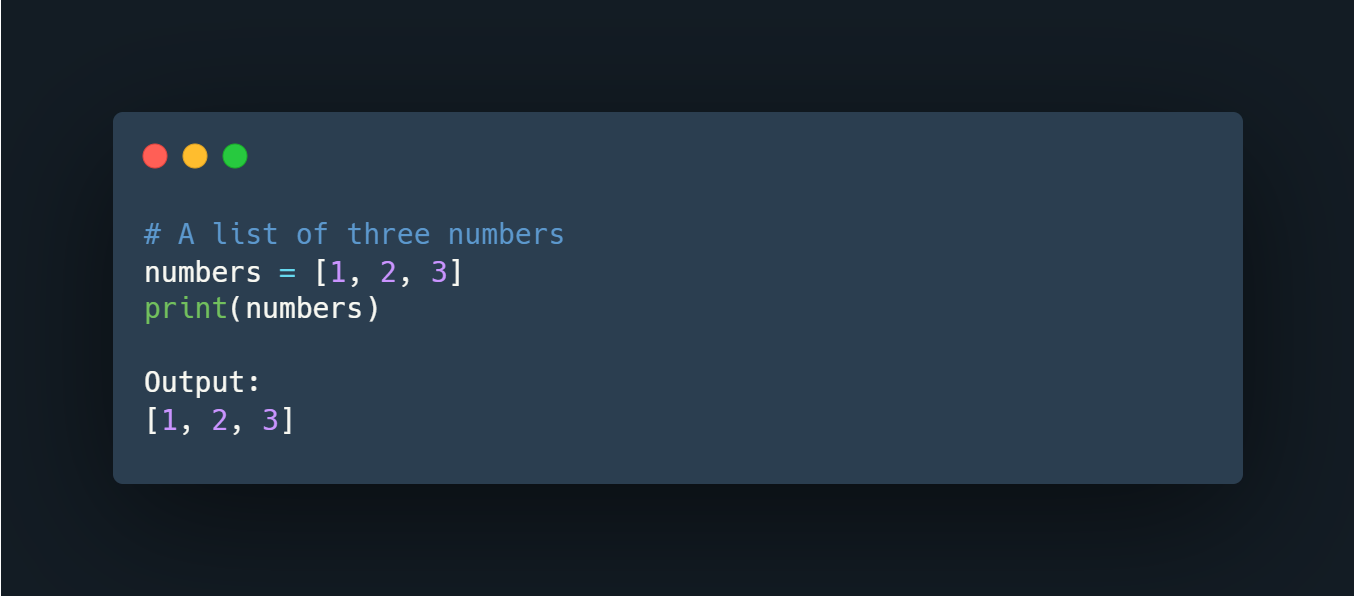 # A list of three numbers
numbers = [1, 2, 3]
print(numbers)
Output:
[1, 2, 3]